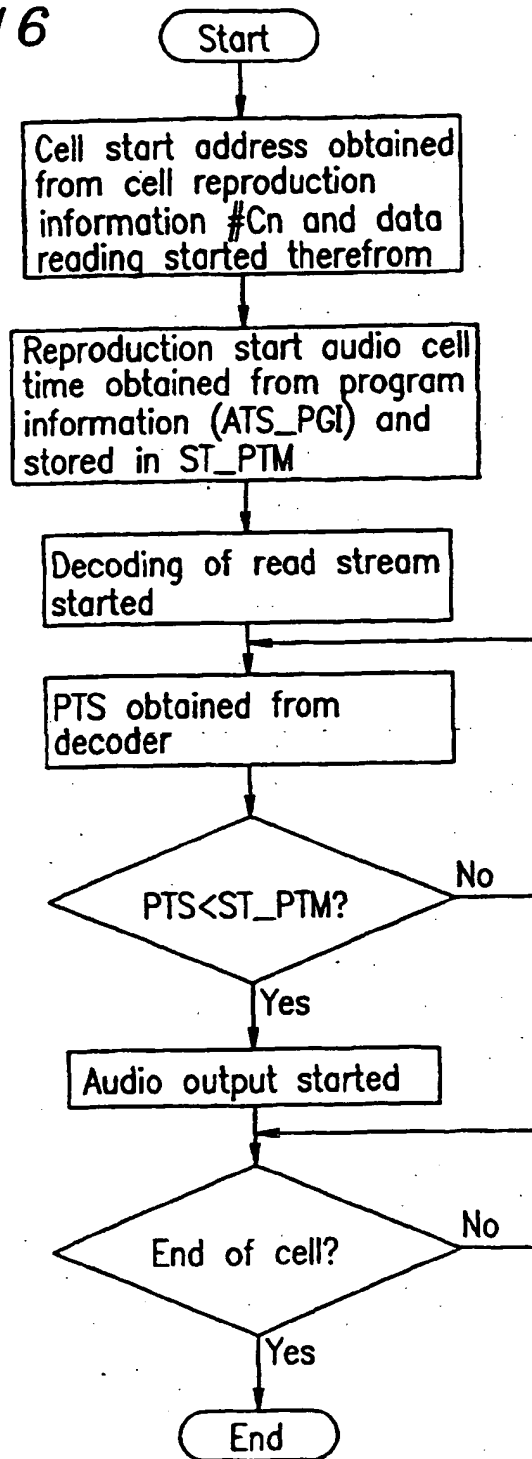 16
Start
Cell start address obtained
from cell reproduction
information #Cn and data
reading started therefrom
Reproduction start audio cell
time obtained from program
information (ATS_PGI) and
stored in ST_PTM
Decoding of read stream
started
PTS obtained from
decoder
PTS<ST_PTM?
No
Yes
Audio output started
End of cell?
No
Yes
End